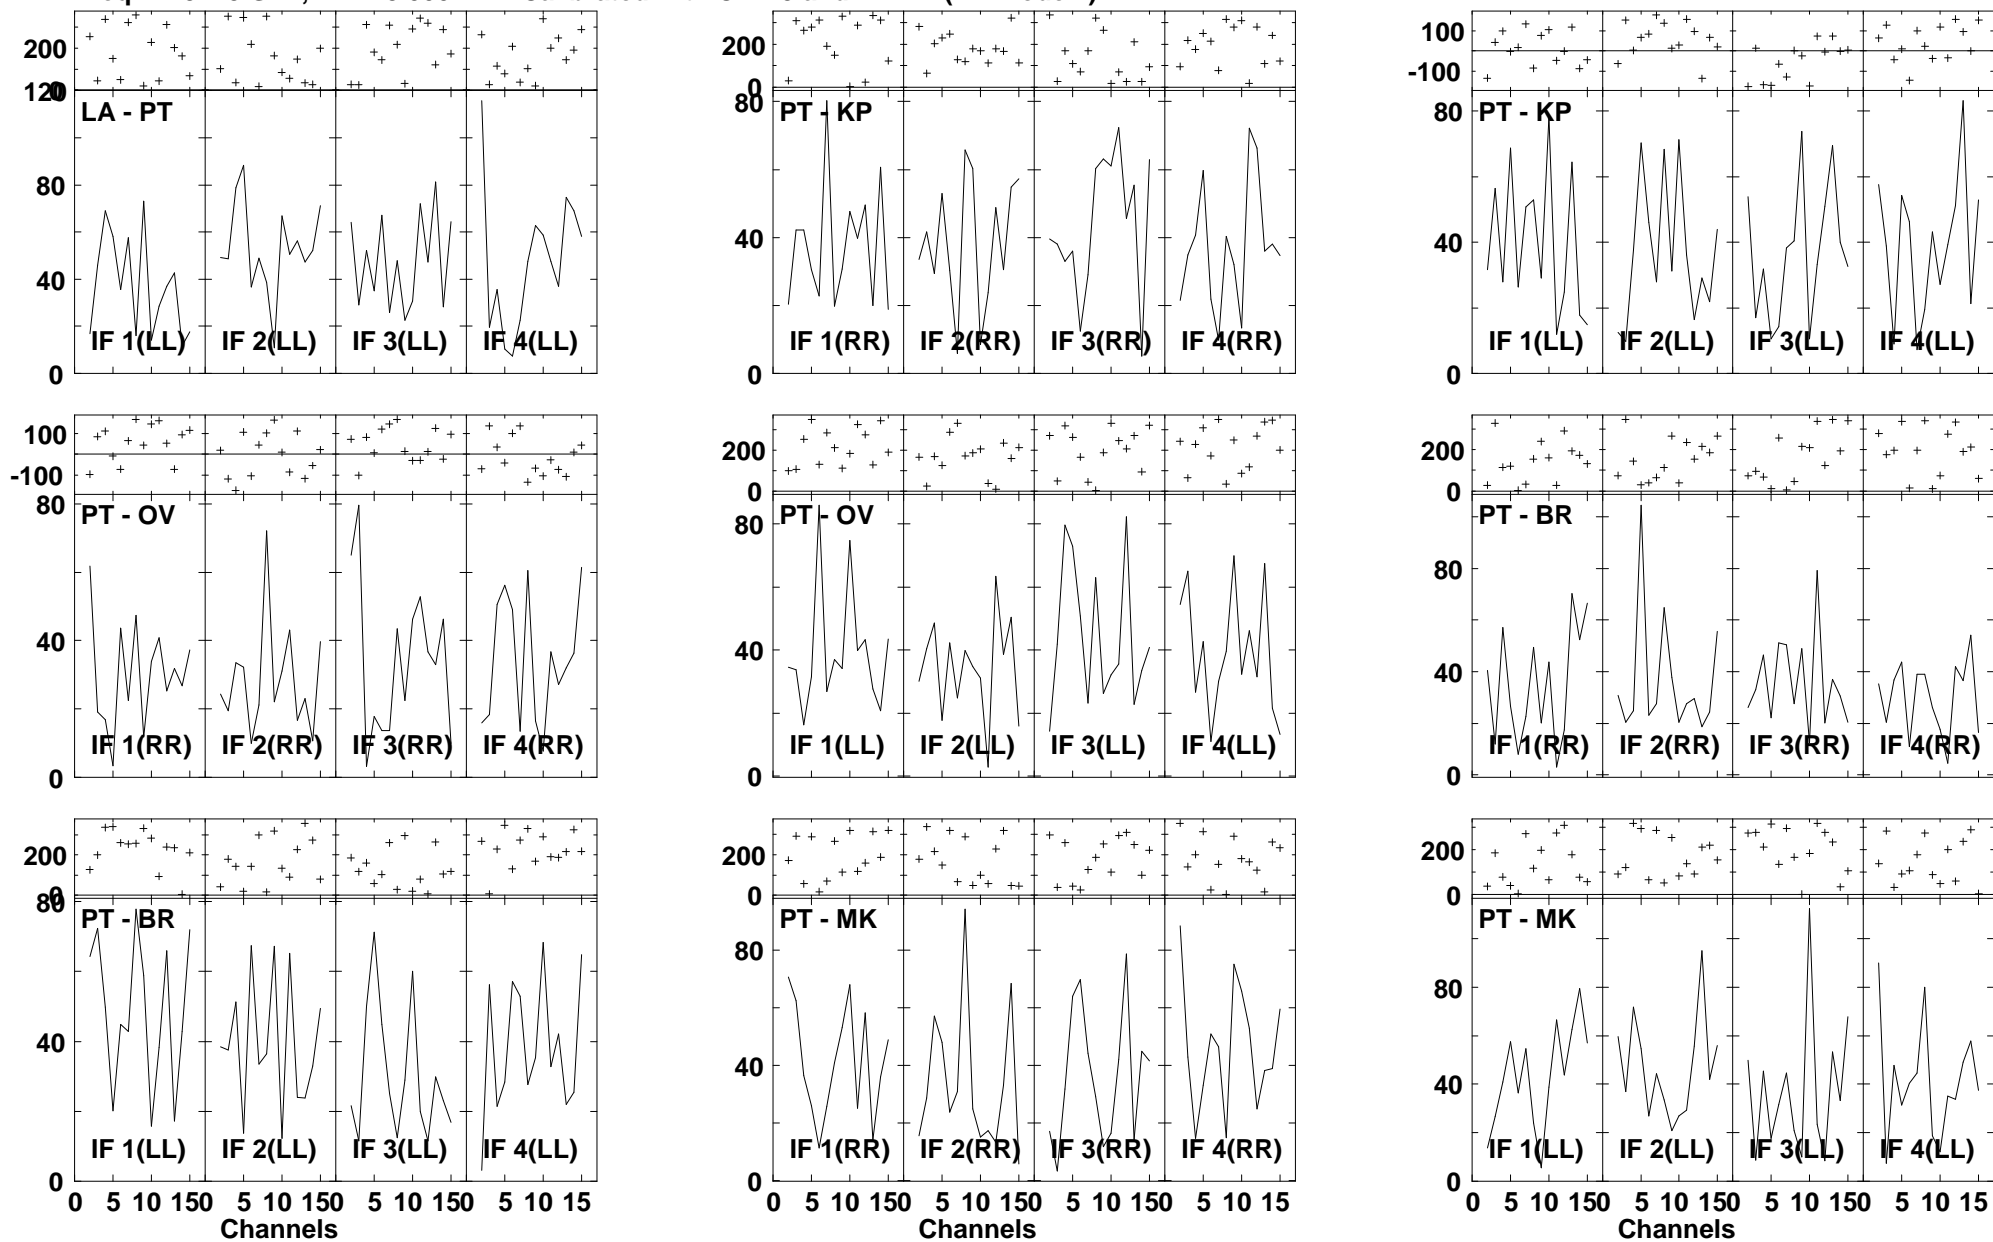 200 0 200 0 100 -100
120 80 40 0 LA - PT IF 1(LL) IF 2(LL) IF 3(LL) IF 4(LL)
80 40 0 PT - KP IF 1(RR) IF 2(RR) IF 3(RR) IF 4(RR)
80 40 0 PT - KP IF 1(LL) IF 2(LL) IF 3(LL) IF 4(LL)
100 -100 200 0 200 0
80 40 0 PT - OV IF 1(RR) IF 2(RR) IF 3(RR) IF 4(RR)
80 40 0 PT - OV IF 1(LL) IF 2(LL) IF 3(LL) IF 4(LL)
80 40 0 PT - BR IF 1(RR) IF 2(RR) IF 3(RR) IF 4(RR)
200 0 200 0 200 0
80 40 0 PT - BR IF 1(LL) IF 2(LL) IF 3(LL) IF 4(LL)
80 40 0 PT - MK IF 1(RR) IF 2(RR) IF 3(RR) IF 4(RR)
80 40 0 PT - MK IF 1(LL) IF 2(LL) IF 3(LL) IF 4(LL)
0 5 10 15 0 5 10 15 0 5 10 15 0 5 10 15
Channels
0 5 10 15 0 5 10 15 0 5 10 15 0 5 10 15
Channels
0 5 10 15 0 5 10 15 0 5 10 15 0 5 10 15
Channels